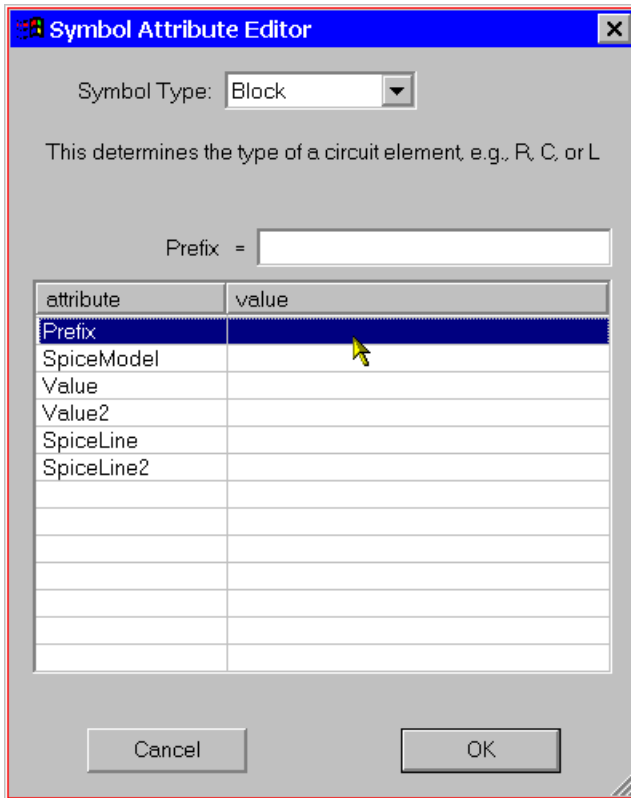 Symbol Attribute Editor
Symbol Type: Block
This determines the type of a circuit element, e.g., R, C, or L
Prefix =
attribute value
Prefix
SpiceModel
Value
Value2
SpiceLine
SpiceLine2
Cancel OK